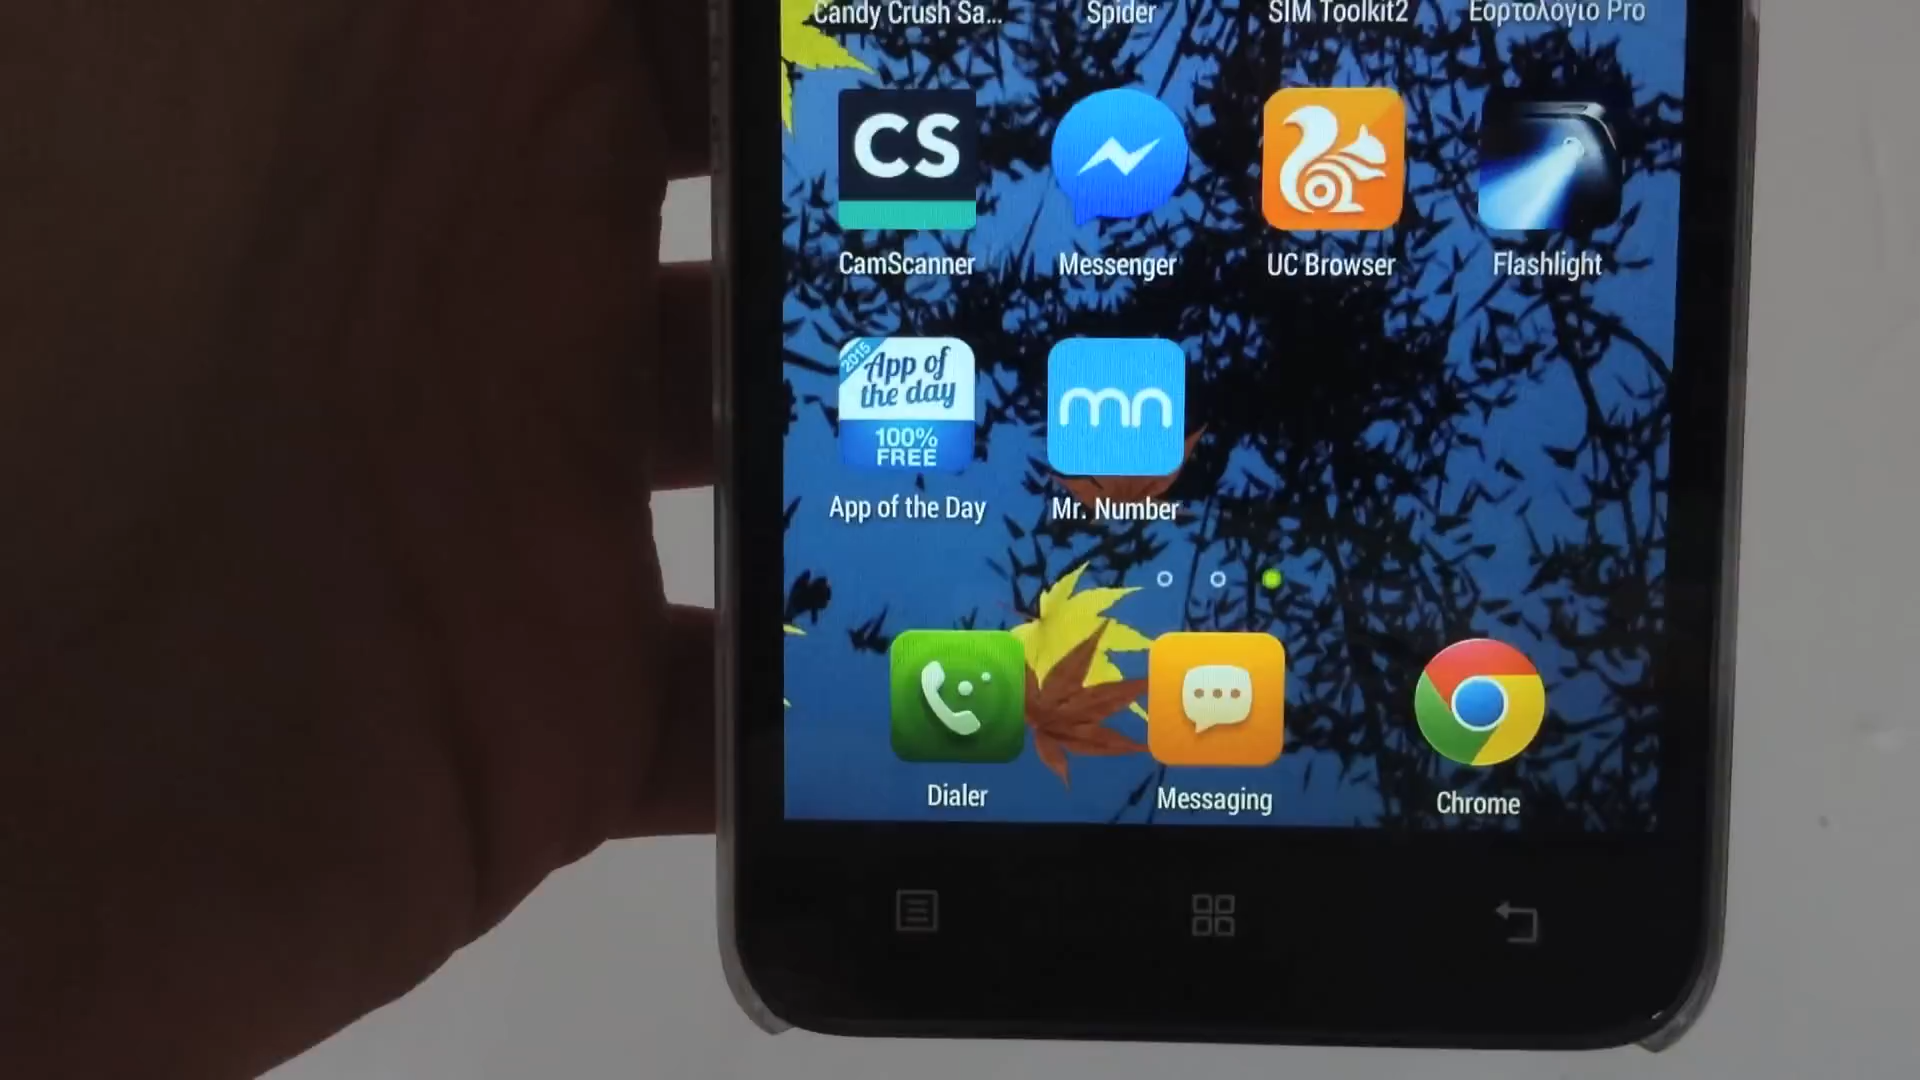 Candy Crush Sa... Spider SIM Toolkit2 Εορτολόγιο Pro
CS
CamScanner Messenger UC Browser Flashlight
2015
App of
the day
100%
FREE
mn
App of the Day Mr. Number
Dialer Messaging Chrome